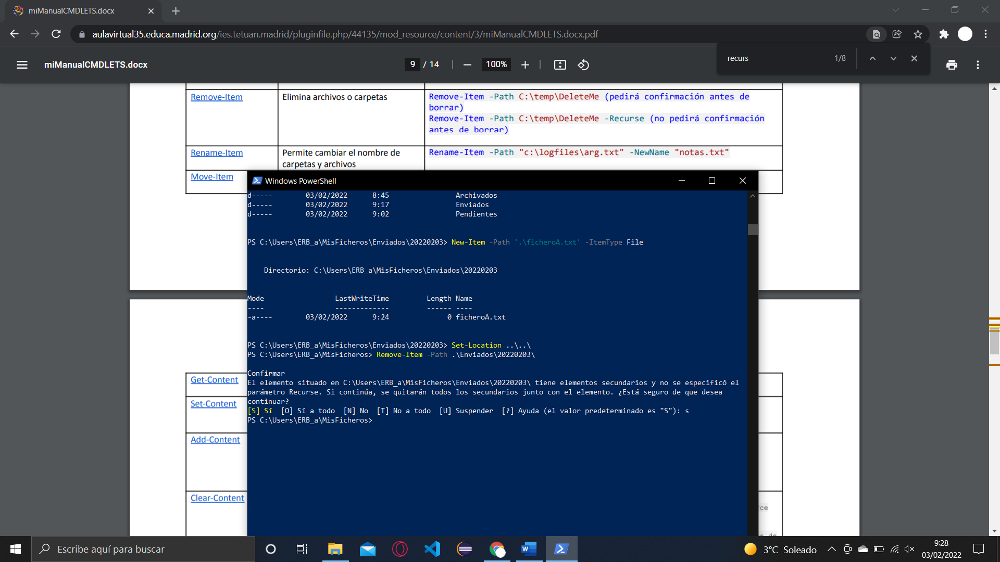 miManualCMDLETS.docx
aulavirtual35.educa.madrid.org/ies.tetuan.madrid/pluginfile.php/44135/mod_resource/content/3/miManualCMDLETS.docx.pdf
miManualCMDLETS.docx
9 / 14
100%
recurs
1/8
Remove-Item
Elimina archivos o carpetas
Remove-Item -Path C:\temp\DeleteMe (pedirá confirmación antes de
borrar)
Remove-Item -Path C:\temp\DeleteMe -Recurse (no pedirá confirmación
antes de borrar)
Rename-Item
Permite cambiar el nombre de
carpetas y archivos
Rename-Item -Path "c:\logfiles\arg.txt" -NewName "notas.txt"
Move-Item
Windows PowerShell
d----- 03/02/2022 8:45 Archivados
d----- 03/02/2022 9:17 Enviados
d----- 03/02/2022 9:02 Pendientes
PS C:\Users\ERB_a\MisFicheros\Enviados\20220203> New-Item -Path '.\ficheroA.txt' -ItemType File
Directorio: C:\Users\ERB_a\MisFicheros\Enviados\20220203
Mode LastWriteTime Length Name
---- ------------- ------ ----
-a---- 03/02/2022 9:24 0 ficheroA.txt
PS C:\Users\ERB_a\MisFicheros\Enviados\20220203> Set-Location ..\..\
PS C:\Users\ERB_a\MisFicheros> Remove-Item -Path .\Enviados\20220203\
Confirmar
El elemento situado en C:\Users\ERB_a\MisFicheros\Enviados\20220203\ tiene elementos secundarios y no se especificó el
parámetro Recurse. Si continúa, se quitarán todos los secundarios junto con el elemento. ¿Está seguro de que desea
continuar?
[S] Sí  [O] Sí a todo  [N] No  [T] No a todo  [U] Suspender  [?] Ayuda (el valor predeterminado es "S"): s
PS C:\Users\ERB_a\MisFicheros>
Get-Content
Set-Content
Add-Content
Clear-Content
rce
Escribe aquí para buscar
3°C Soleado
9:28
03/02/2022